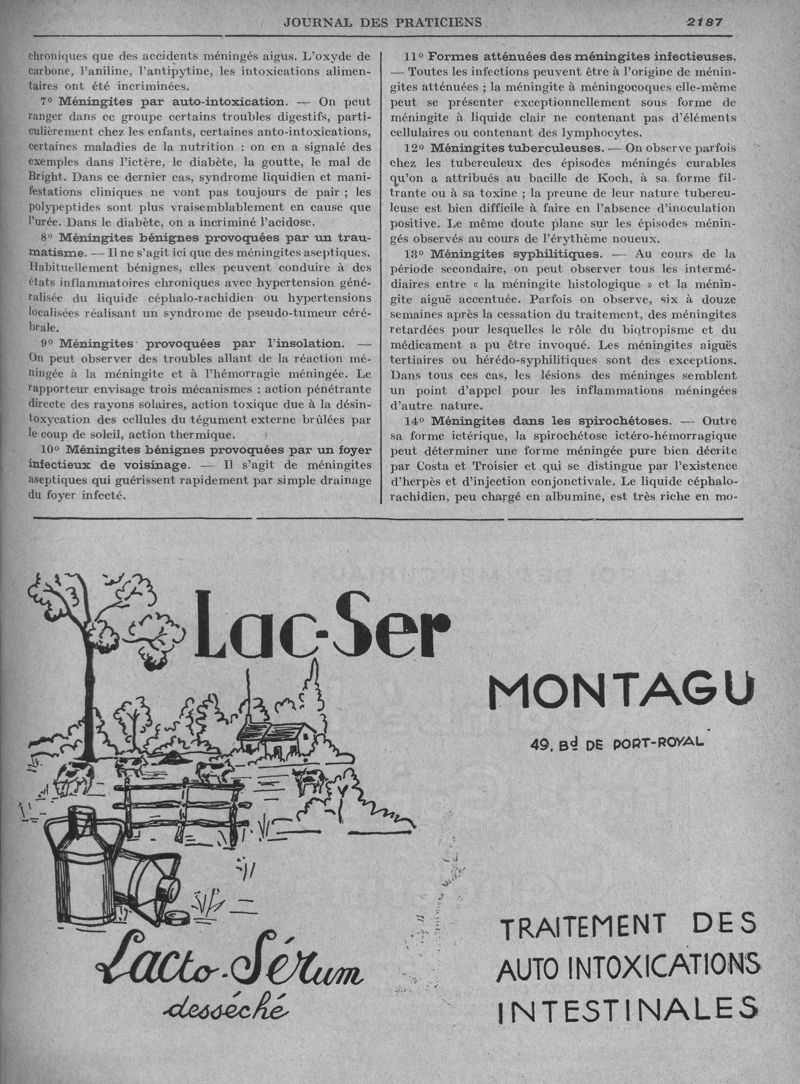 JOURNAL DES PRATICIENS
2187
chroniques que des accidents méningés aigus. L'oxyde de
carbone, l'aniline, l'antipytine, les intoxications alimen-
taires ont été incriminées.
7° Méningites par auto-intoxication. — On peut
ranger dans ce groupe certains troubles digestifs, parti-
culièrement chez les enfants, certaines anto-intoxications,
certaines maladies de la nutrition : on en a signalé des
exemples dans l'ictère, le diabète, la goutte, le mal de
Bright. Dans ce dernier cas, syndrome liquidien et mani-
festations cliniques ne vont pas toujours de pair ; les
polypeptides sont plus vraisemblablement en cause que
l'urée. Dans le diabète, on a incriminé l'acidose.
8° Méningites bénignes provoquées par un trau-
matisme. — Il ne s'agit ici que des méningites aseptiques.
Habituellement bénignes, elles peuvent conduire à des
états inflammatoires chroniques avec hypertension géné-
ralisée du liquide céphalo-rachidien ou hypertensions
localisées réalisant un syndrome de pseudo-tumeur céré-
brale.
9° Méningites provoquées par l'insolation. —
On peut observer des troubles allant de la réaction mé-
ningée à la méningite et à l'hémorragie méningée. Le
rapporteur envisage trois mécanismes : action pénétrante
directe des rayons solaires, action toxique due à la désin-
toxycation des cellules du tégument externe brûlées par
le coup de soleil, action thermique.
10° Méningites bénignes provoquées par un foyer
infectieux de voisinage. — Il s'agit de méningites
aseptiques qui guérissent rapidement par simple drainage
du foyer infecté.
11° Formes atténuées des méningites infectieuses.
— Toutes les infections peuvent être à l'origine de ménin-
gites atténuées ; la méningite à méningocoques elle-même
peut se présenter exceptionnellement sous forme de
méningite à liquide clair ne contenant pas d'éléments
cellulaires ou contenant des lymphocytes.
12° Méningites tuberculeuses. — On observe parfois
chez les tuberculeux des épisodes méningés curables
qu'on a attribués au bacille de Koch, à sa forme fil-
trante ou à sa toxine ; la preune de leur nature tubercu-
leuse est bien difficile à faire en l'absence d'inoculation
positive. Le même doute plane sur les épisodes ménin-
gés observés au cours de l'érythème noueux.
13° Méningites syphilitiques. — Au cours de la
période secondaire, on peut observer tous les intermé-
diaires entre « la méningite histologique » et la ménin-
gite aiguë accentuée. Parfois on observe, six à douze
semaines après la cessation du traitement, des méningites
retardées pour lesquelles le rôle du biotropisme et du
médicament a pu être invoqué. Les méningites aiguës
tertiaires ou hérédo-syphilitiques sont des exceptions.
Dans tous ces cas, les lésions des méninges semblent
un point d'appel pour les inflammations méningées
d'autre nature.
14° Méningites dans les spirochétoses. — Outre
sa forme ictérique, la spirochétose ictéro-hémorragique
peut déterminer une forme méningée pure bien décrite
par Costa et Troisier et qui se distingue par l'existence
d'herpès et d'injection conjonctivale. Le liquide céphalo-
rachidien, peu chargé en albumine, est très riche en mo-
Lac-Ser
MONTAGU
49, Bd DE PORT-ROYAL
Lacto-Sérum
desséché
TRAITEMENT DES
AUTO INTOXICATIONS
INTESTINALES